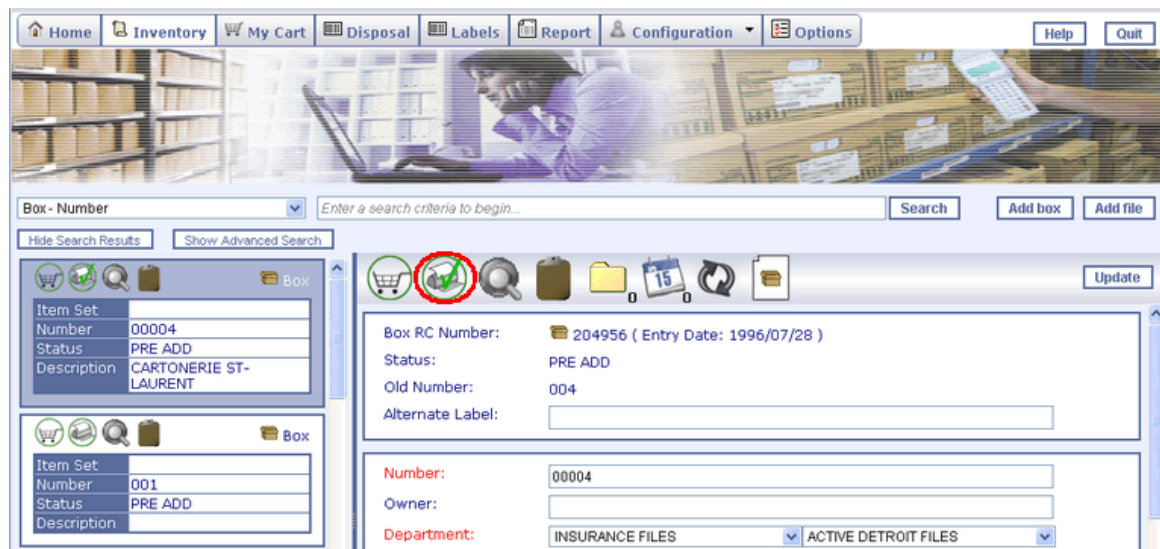 Home Inventory My Cart Disposal Labels Report Configuration Options Help Quit
Box - Number Enter a search criteria to begin... Search Add box Add file
Hide Search Results Show Advanced Search
Box
Item Set
Number 00004
Status PRE ADD
Description CARTONERIE ST-
LAURENT
Box
Item Set
Number 001
Status PRE ADD
Description
0 15 0 Update
Box RC Number: 204956 ( Entry Date: 1996/07/28 )
Status: PRE ADD
Old Number: 004
Alternate Label:
Number: 00004
Owner:
Department: INSURANCE FILES ACTIVE DETROIT FILES